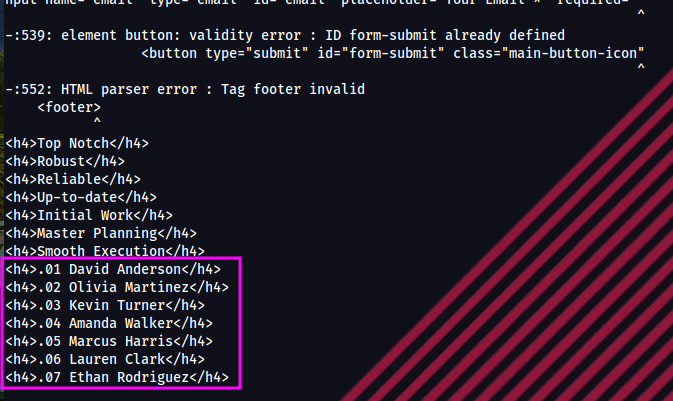 input name="email" type="email" id="email" placeholder="Your Email *" required=
^
-:539: element button: validity error : ID form-submit already defined
<button type="submit" id="form-submit" class="main-button-icon"
^
-:552: HTML parser error : Tag footer invalid
<footer>
^
<h4>Top Notch</h4>
<h4>Robust</h4>
<h4>Reliable</h4>
<h4>Up-to-date</h4>
<h4>Initial Work</h4>
<h4>Master Planning</h4>
<h4>Smooth Execution</h4>
<h4>.01 David Anderson</h4>
<h4>.02 Olivia Martinez</h4>
<h4>.03 Kevin Turner</h4>
<h4>.04 Amanda Walker</h4>
<h4>.05 Marcus Harris</h4>
<h4>.06 Lauren Clark</h4>
<h4>.07 Ethan Rodriguez</h4>